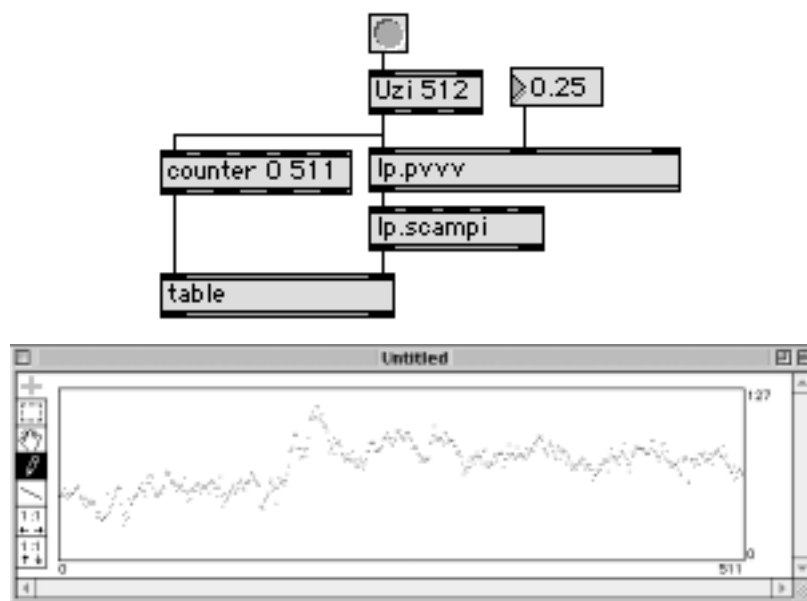 Uzi 512
0.25
counter 0 511
lp.pvvv
lp.scampi
table
Untitled
127
1:1
1:1
0
0
511